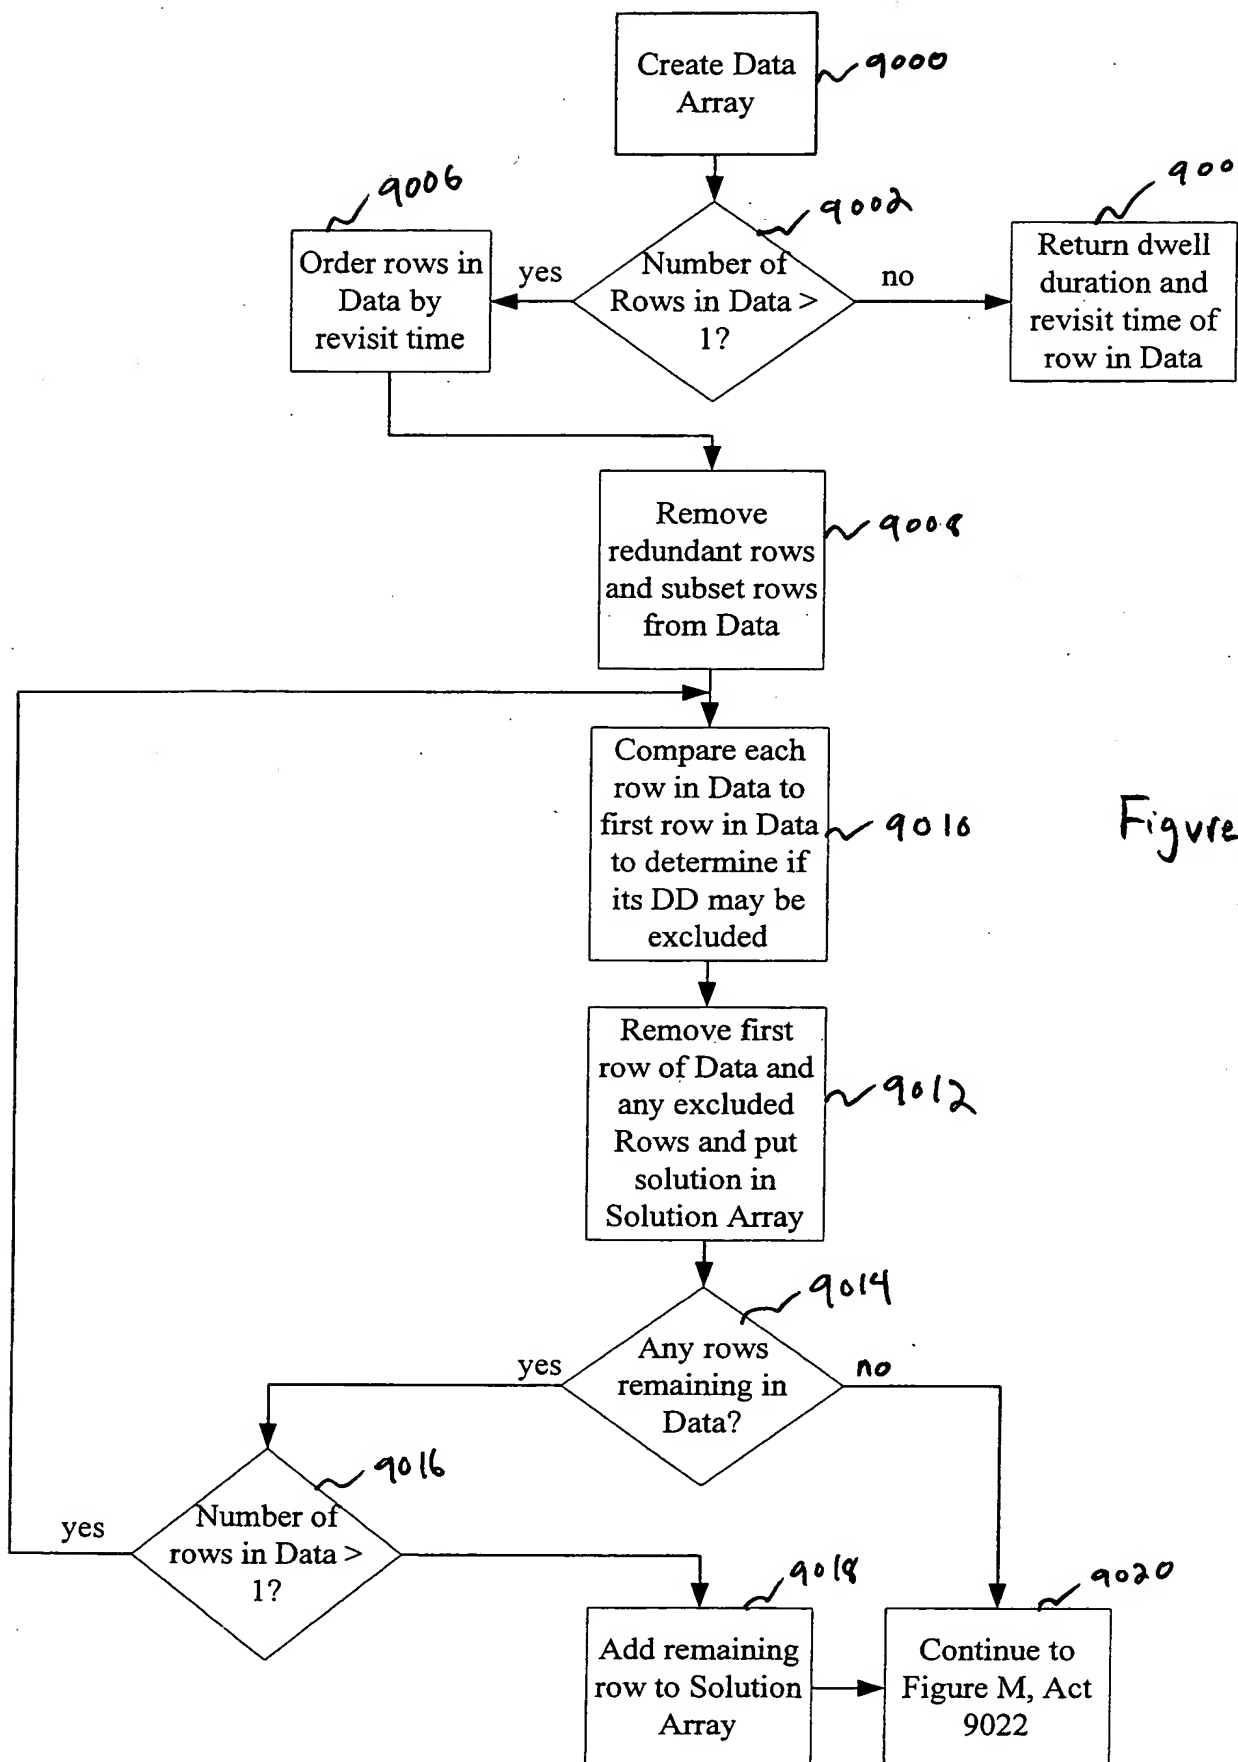 Create Data
Array
9000
9006
9002
900
Order rows in
Data by
revisit time
yes
Number of
Rows in Data >
1?
no
Return dwell
duration and
revisit time of
row in Data
Remove
redundant rows
and subset rows
from Data
9008
Compare each
row in Data to
first row in Data
to determine if
its DD may be
excluded
9010
Figure
Remove first
row of Data and
any excluded
Rows and put
solution in
Solution Array
9012
9014
yes
Any rows
remaining in
Data?
no
9016
yes
Number of
rows in Data >
1?
9018
9020
Add remaining
row to Solution
Array
Continue to
Figure M, Act
9022